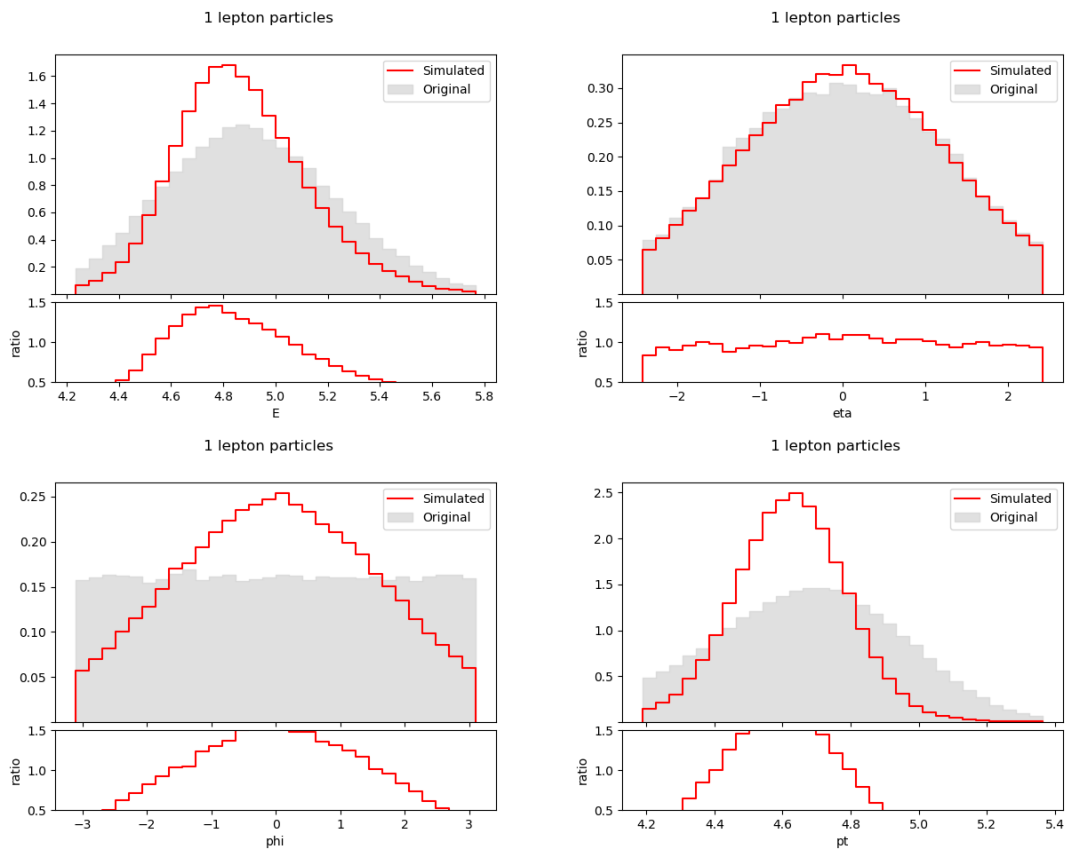 1 lepton particles
1.6
1.4
1.2
1.0
0.8
0.6
0.4
0.2
Simulated
Original
1.5
1.0
0.5
ratio
4.2 4.4 4.6 4.8 5.0 5.2 5.4 5.6 5.8
E
1 lepton particles
0.30
0.25
0.20
0.15
0.10
0.05
Simulated
Original
1.5
1.0
0.5
ratio
−2 −1 0 1 2
eta
1 lepton particles
0.25
0.20
0.15
0.10
0.05
Simulated
Original
1.5
1.0
0.5
ratio
−3 −2 −1 0 1 2 3
phi
1 lepton particles
2.5
2.0
1.5
1.0
0.5
0.0
Simulated
Original
1.5
1.0
0.5
ratio
4.2 4.4 4.6 4.8 5.0 5.2 5.4
pt